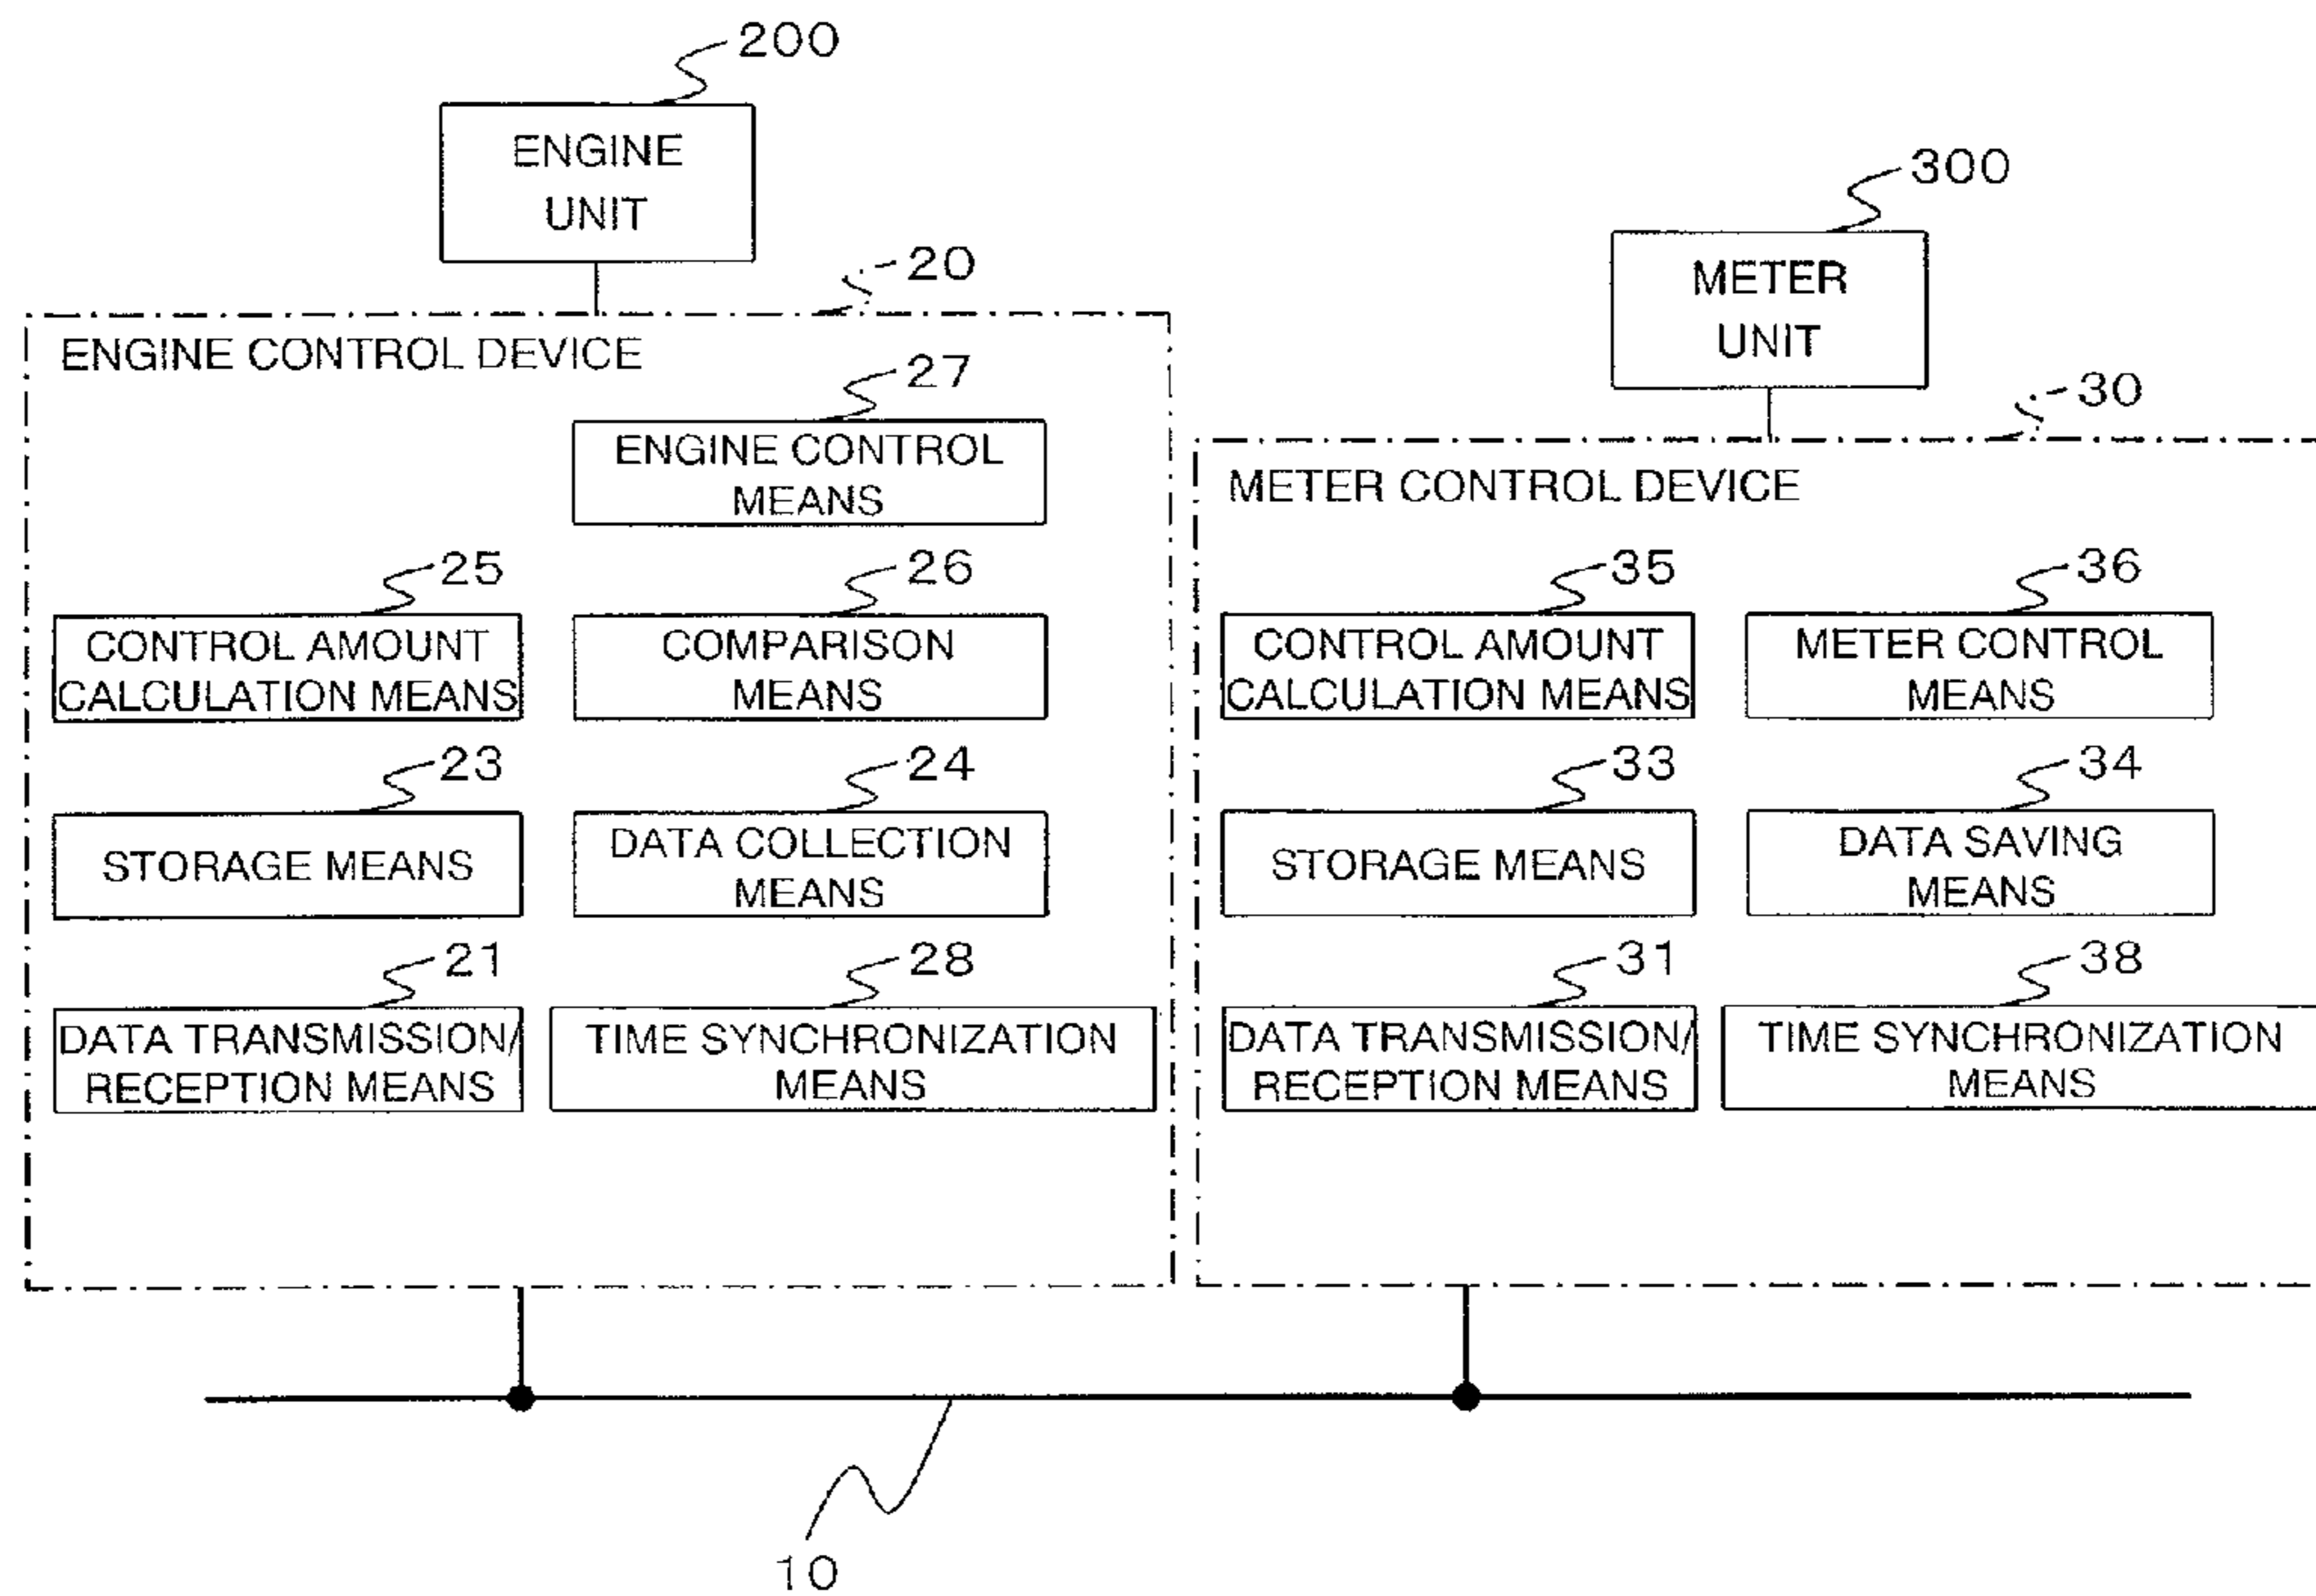 200
ENGINE
UNIT
300
METER
UNIT
20
ENGINE CONTROL DEVICE
27
ENGINE CONTROL
MEANS
25
CONTROL AMOUNT
CALCULATION MEANS
26
COMPARISON
MEANS
23
STORAGE MEANS
24
DATA COLLECTION
MEANS
21
DATA TRANSMISSION/
RECEPTION MEANS
28
TIME SYNCHRONIZATION
MEANS
30
METER CONTROL DEVICE
35
CONTROL AMOUNT
CALCULATION MEANS
36
METER CONTROL
MEANS
33
STORAGE MEANS
34
DATA SAVING
MEANS
31
DATA TRANSMISSION/
RECEPTION MEANS
38
TIME SYNCHRONIZATION
MEANS
10